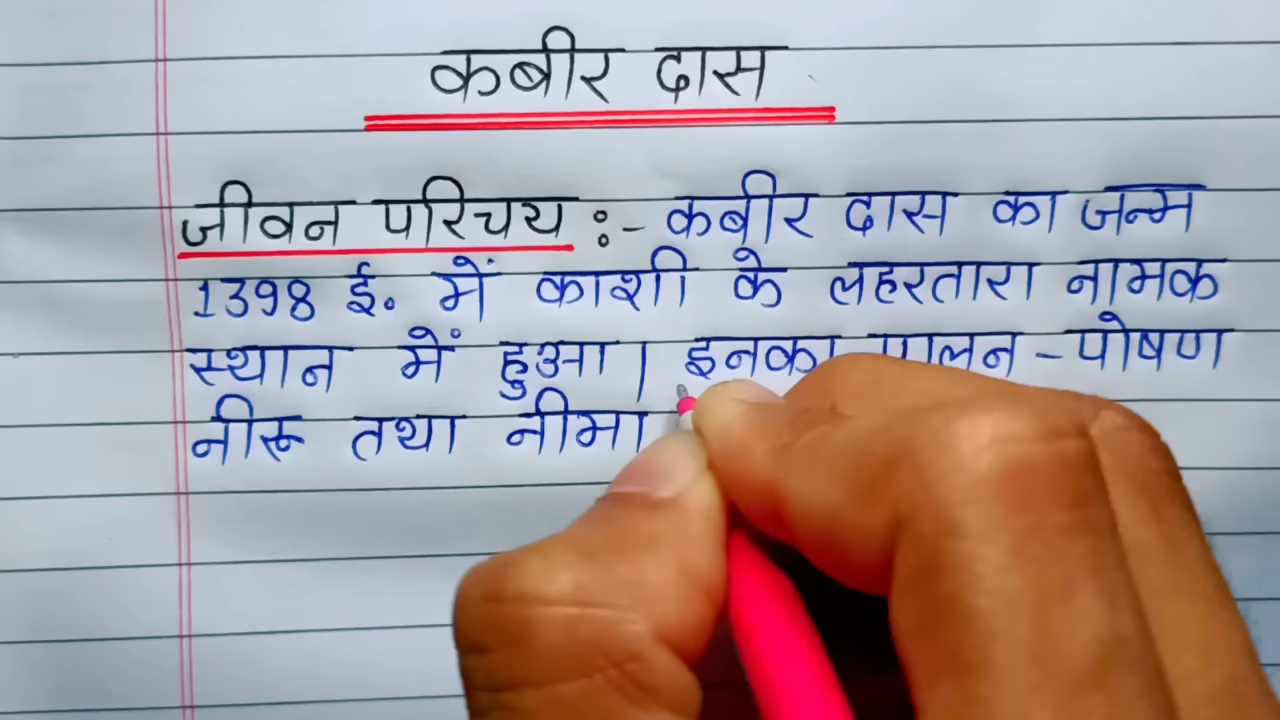 कबीर दास
जीवन परिचय :- कबीर दास का जन्म
1398 ई. में काशी के लहरतारा नामक
स्थान में हुआ। इनका पालन-पोषण
नीरू तथा नीमा